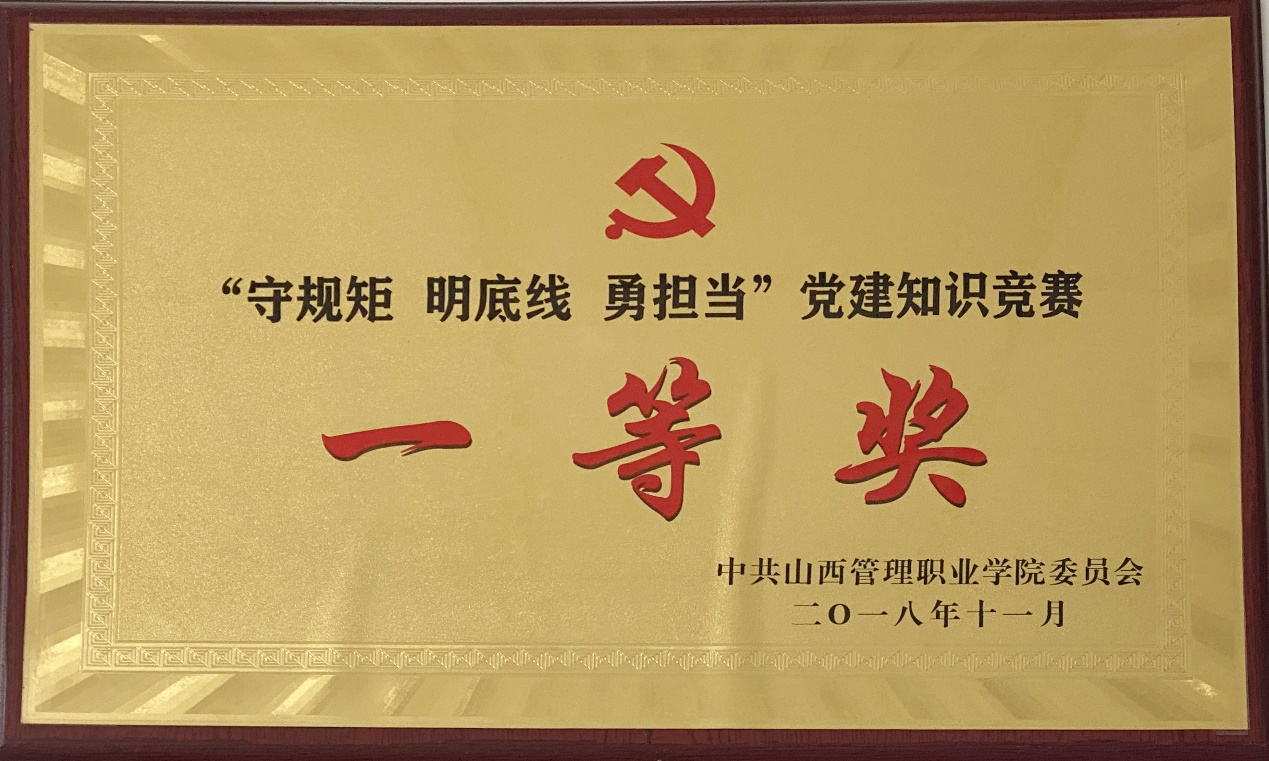 “守规矩 明底线 勇担当”党建知识竞赛
一等奖
中共山西管理职业学院委员会
二〇一八年十一月